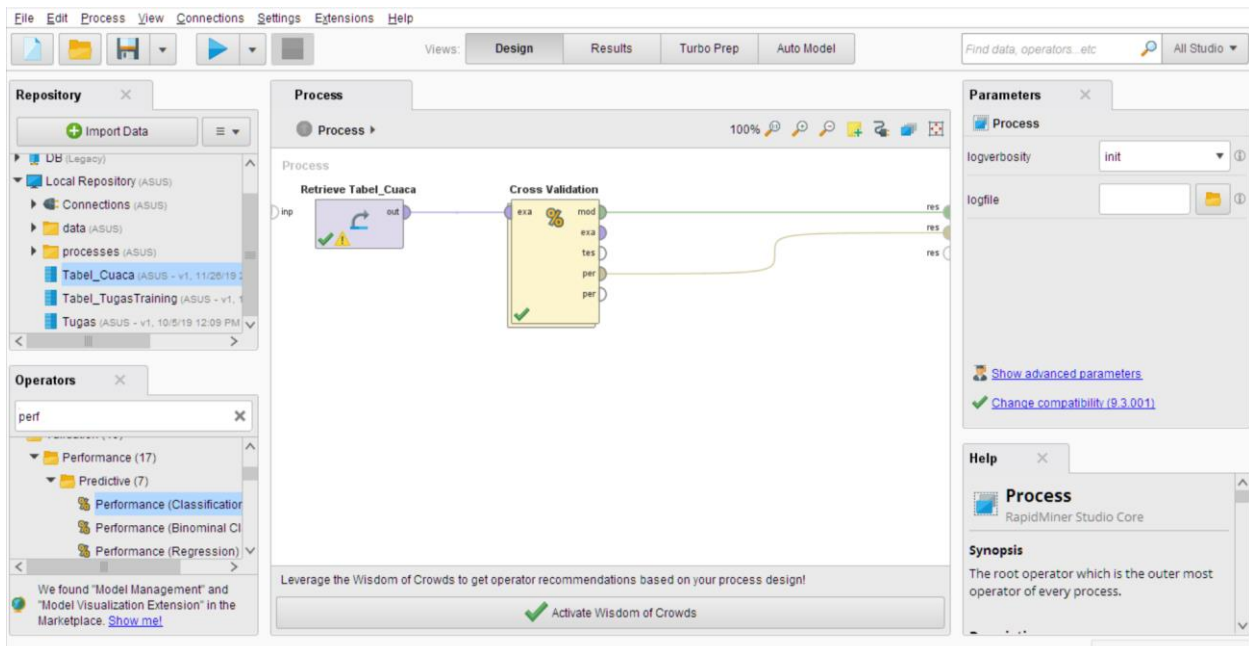 File Edit Process View Connections Settings Extensions Help
Views: Design Results Turbo Prep Auto Model
Find data, operators...etc
All Studio
Repository
Import Data
DB (Legacy)
Local Repository (ASUS)
Connections (ASUS)
data (ASUS)
processes (ASUS)
Tabel_Cuaca (ASUS - v1, 11/26/19
Tabel_TugasTraining (ASUS - v1,
Tugas (ASUS - v1, 10/5/19 12:09 PM
Operators
perf
Performance (17)
Predictive (7)
Performance (Classification
Performance (Binominal Cl
Performance (Regression)
We found "Model Management" and
"Model Visualization Extension" in the
Marketplace. Show me!
Process
Process
100%
Process
Retrieve Tabel_Cuaca
Cross Validation
inp
out
exa
mod
exa
tes
per
per
res
res
res
Leverage the Wisdom of Crowds to get operator recommendations based on your process design!
Activate Wisdom of Crowds
Parameters
Process
logverbosity
init
logfile
Show advanced parameters
Change compatibility (9.3.001)
Help
Process
RapidMiner Studio Core
Synopsis
The root operator which is the outer most
operator of every process.